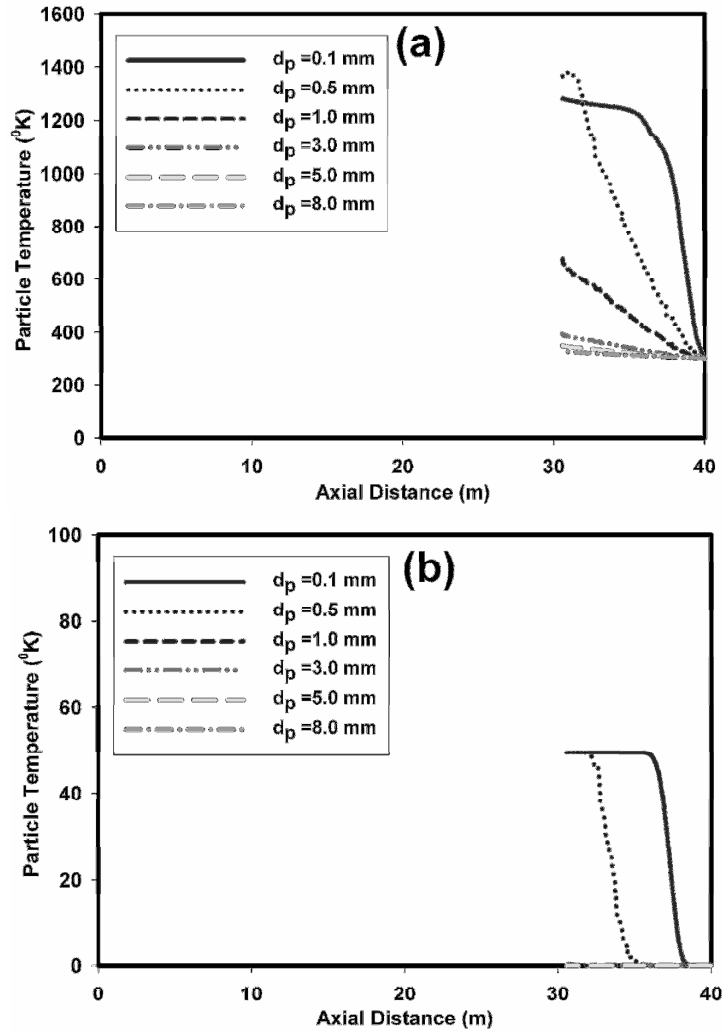 (a)
1600
1400
1200
1000
800
600
400
200
0
Particle Temperature (⁰K)
dp =0.1 mm
dp =0.5 mm
dp =1.0 mm
dp =3.0 mm
dp =5.0 mm
dp =8.0 mm
0 10 20 30 40
Axial Distance (m)
(b)
100
80
60
40
20
0
Particle Temperature (⁰K)
dp =0.1 mm
dp =0.5 mm
dp =1.0 mm
dp =3.0 mm
dp =5.0 mm
dp =8.0 mm
0 10 20 30 40
Axial Distance (m)